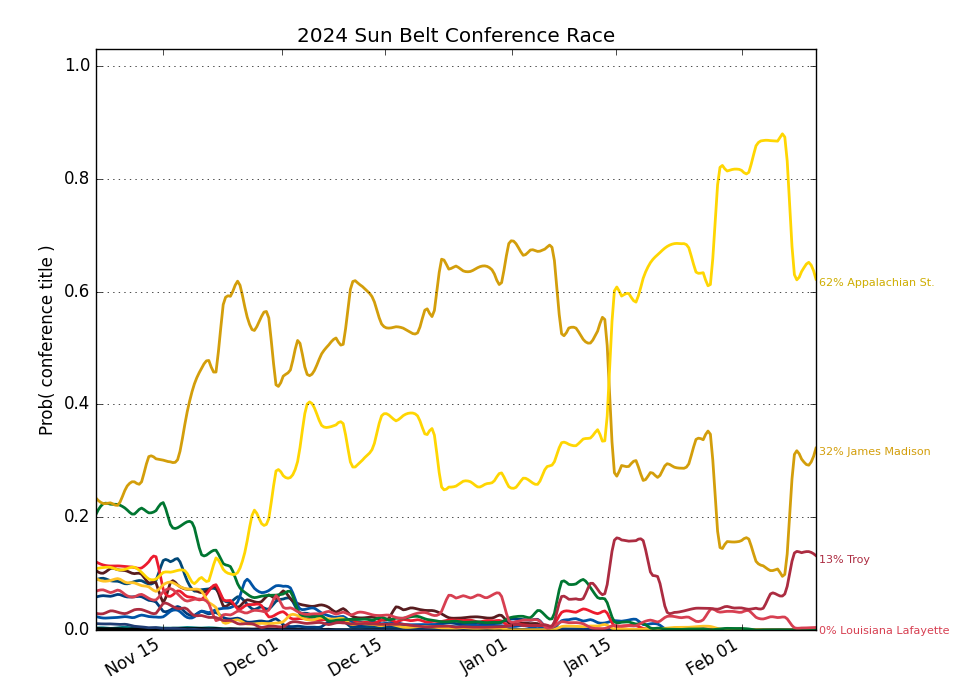 2024 Sun Belt Conference Race
Prob( conference title )
1.0
0.8
0.6
0.4
0.2
0.0
62% Appalachian St.
32% James Madison
13% Troy
0% Louisiana Lafayette
Nov 15
Dec 01
Dec 15
Jan 01
Jan 15
Feb 01